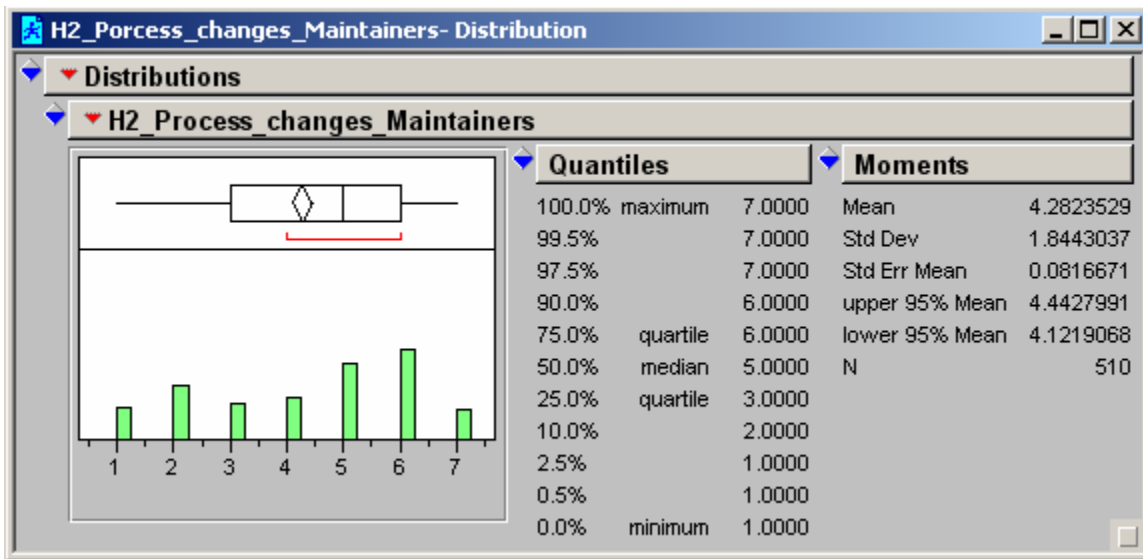 H2_Porcess_changes_Maintainers- Distribution
Distributions
H2_Process_changes_Maintainers
1 2 3 4 5 6 7
Quantiles
100.0% maximum 7.0000
99.5% 7.0000
97.5% 7.0000
90.0% 6.0000
75.0% quartile 6.0000
50.0% median 5.0000
25.0% quartile 3.0000
10.0% 2.0000
2.5% 1.0000
0.5% 1.0000
0.0% minimum 1.0000
Moments
Mean 4.2823529
Std Dev 1.8443037
Std Err Mean 0.0816671
upper 95% Mean 4.4427991
lower 95% Mean 4.1219068
N 510